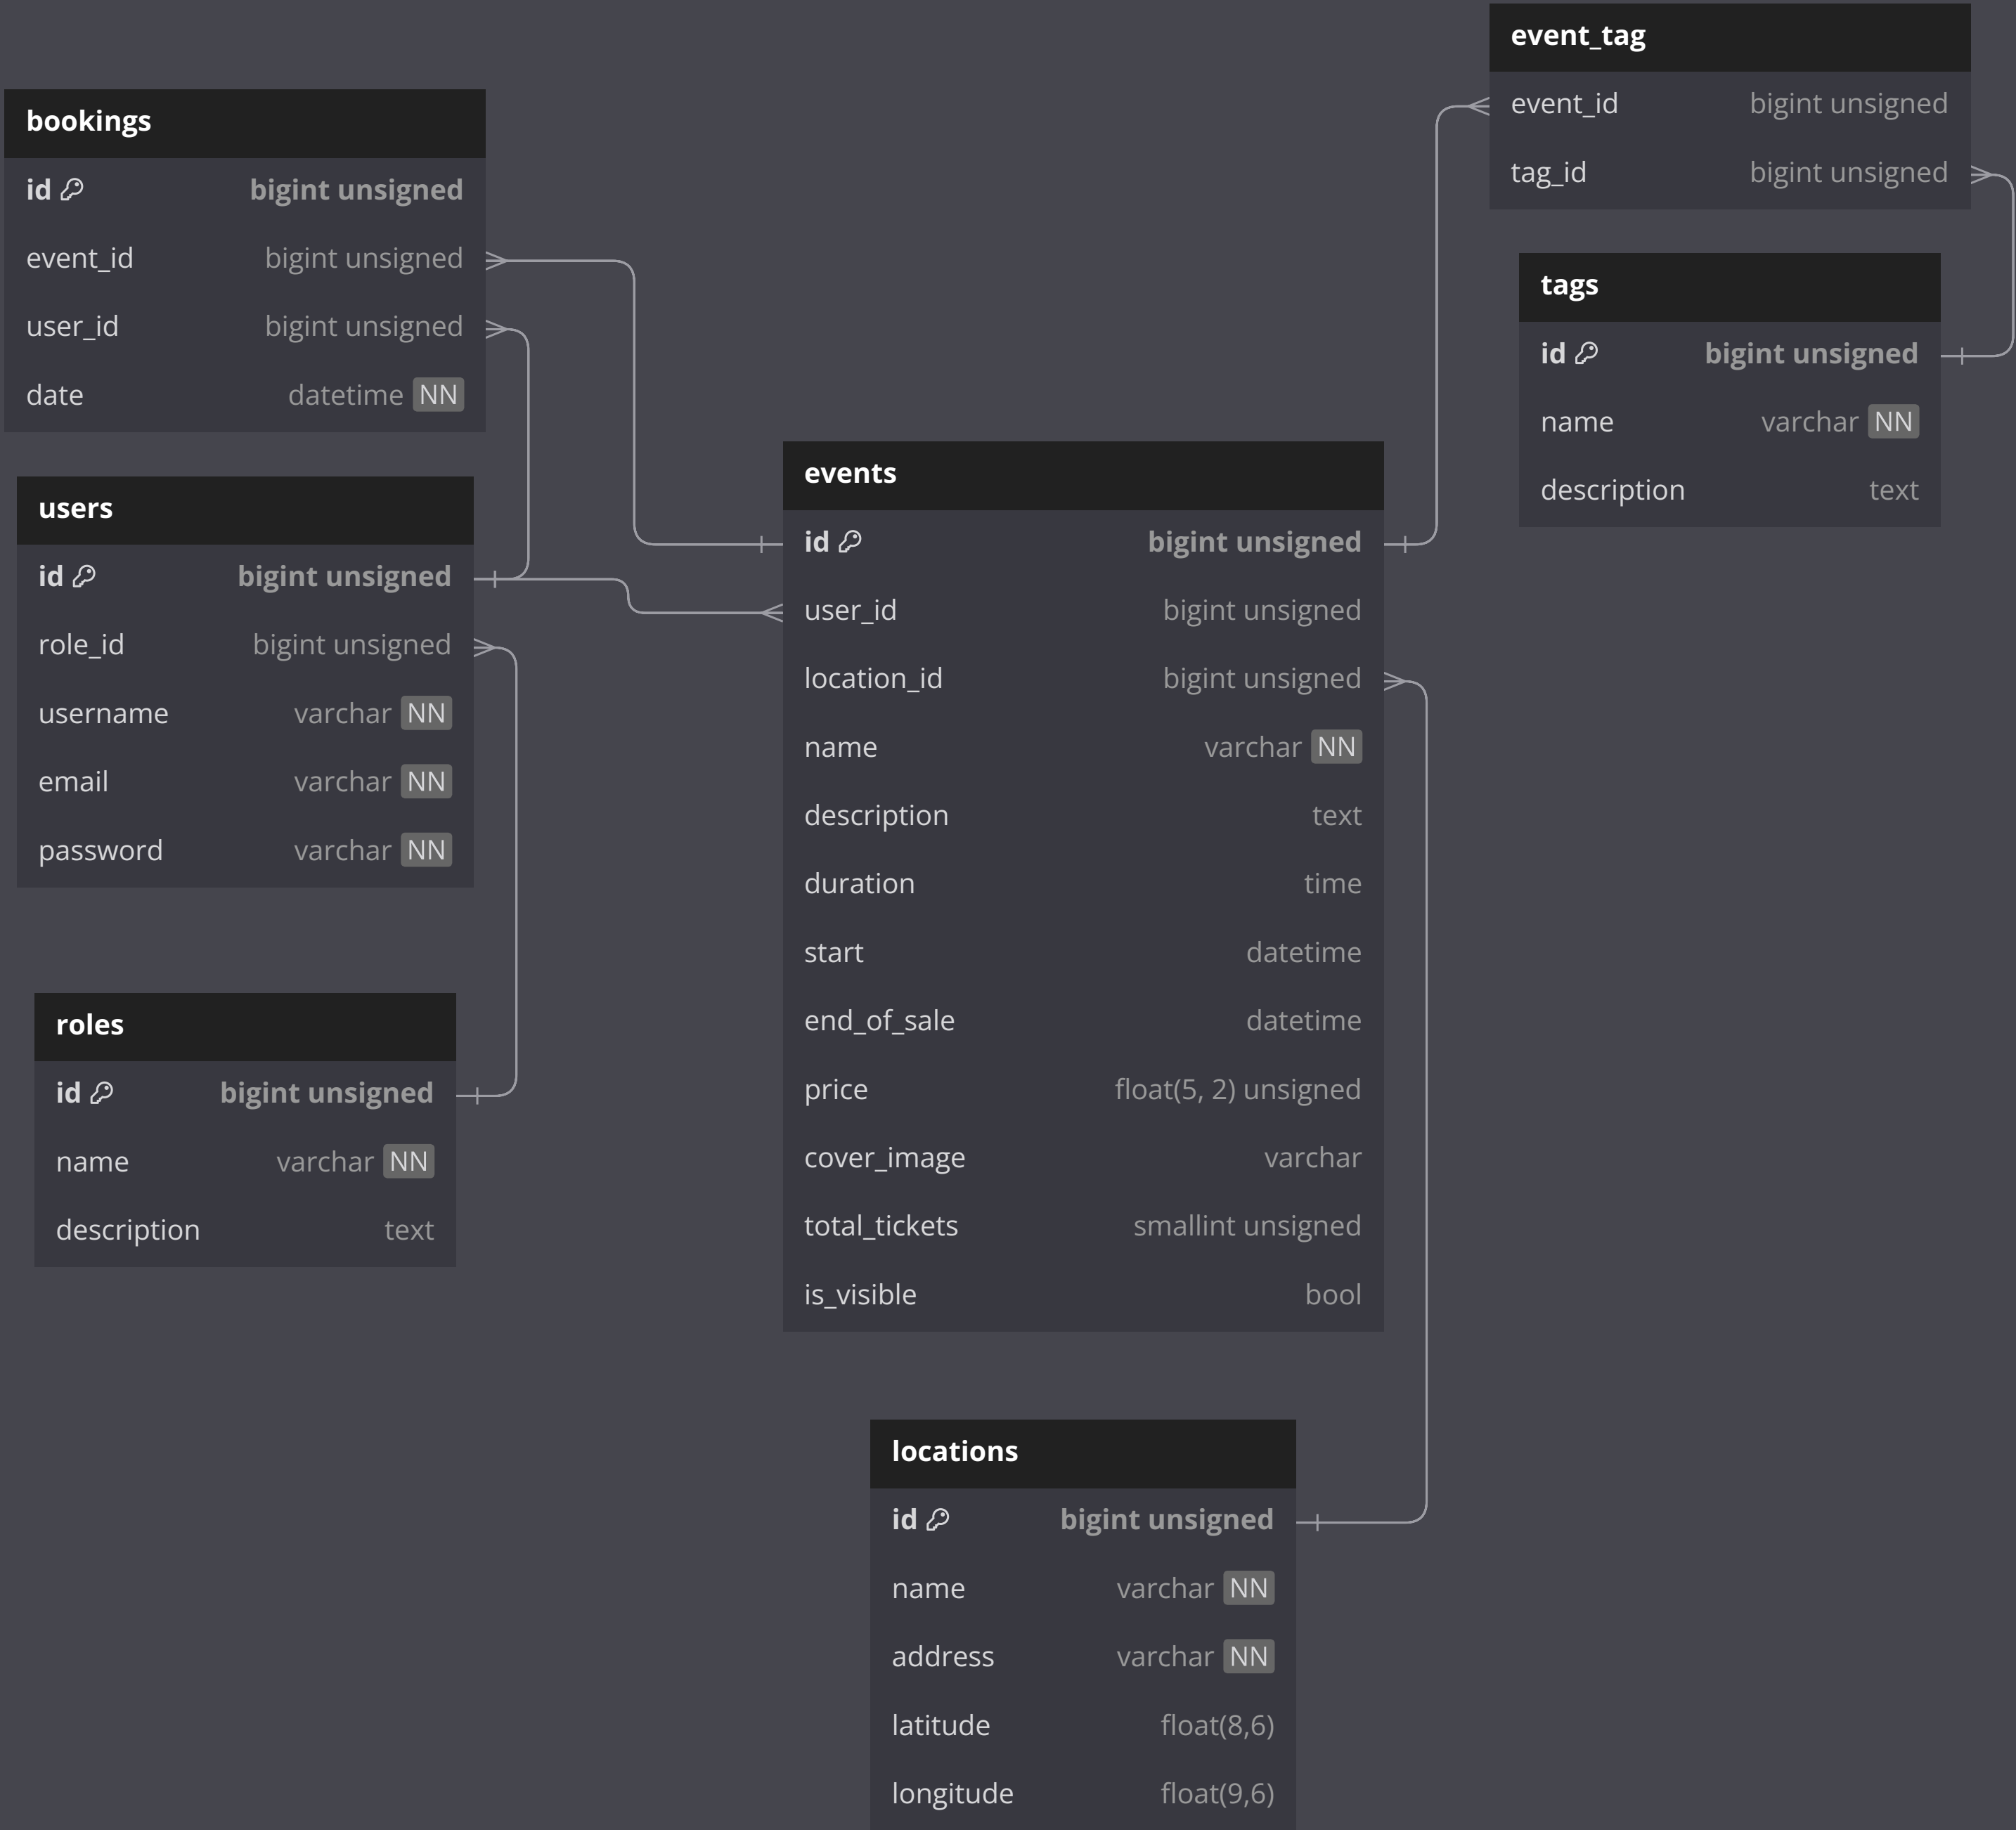 event_tag
event_id bigint unsigned
tag_id bigint unsigned
bookings
id bigint unsigned
event_id bigint unsigned
user_id bigint unsigned
date datetime NN
tags
id bigint unsigned
name varchar NN
description text
users
id bigint unsigned
role_id bigint unsigned
username varchar NN
email varchar NN
password varchar NN
events
id bigint unsigned
user_id bigint unsigned
location_id bigint unsigned
name varchar NN
description text
duration time
start datetime
end_of_sale datetime
price float(5, 2) unsigned
cover_image varchar
total_tickets smallint unsigned
is_visible bool
roles
id bigint unsigned
name varchar NN
description text
locations
id bigint unsigned
name varchar NN
address varchar NN
latitude float(8,6)
longitude float(9,6)